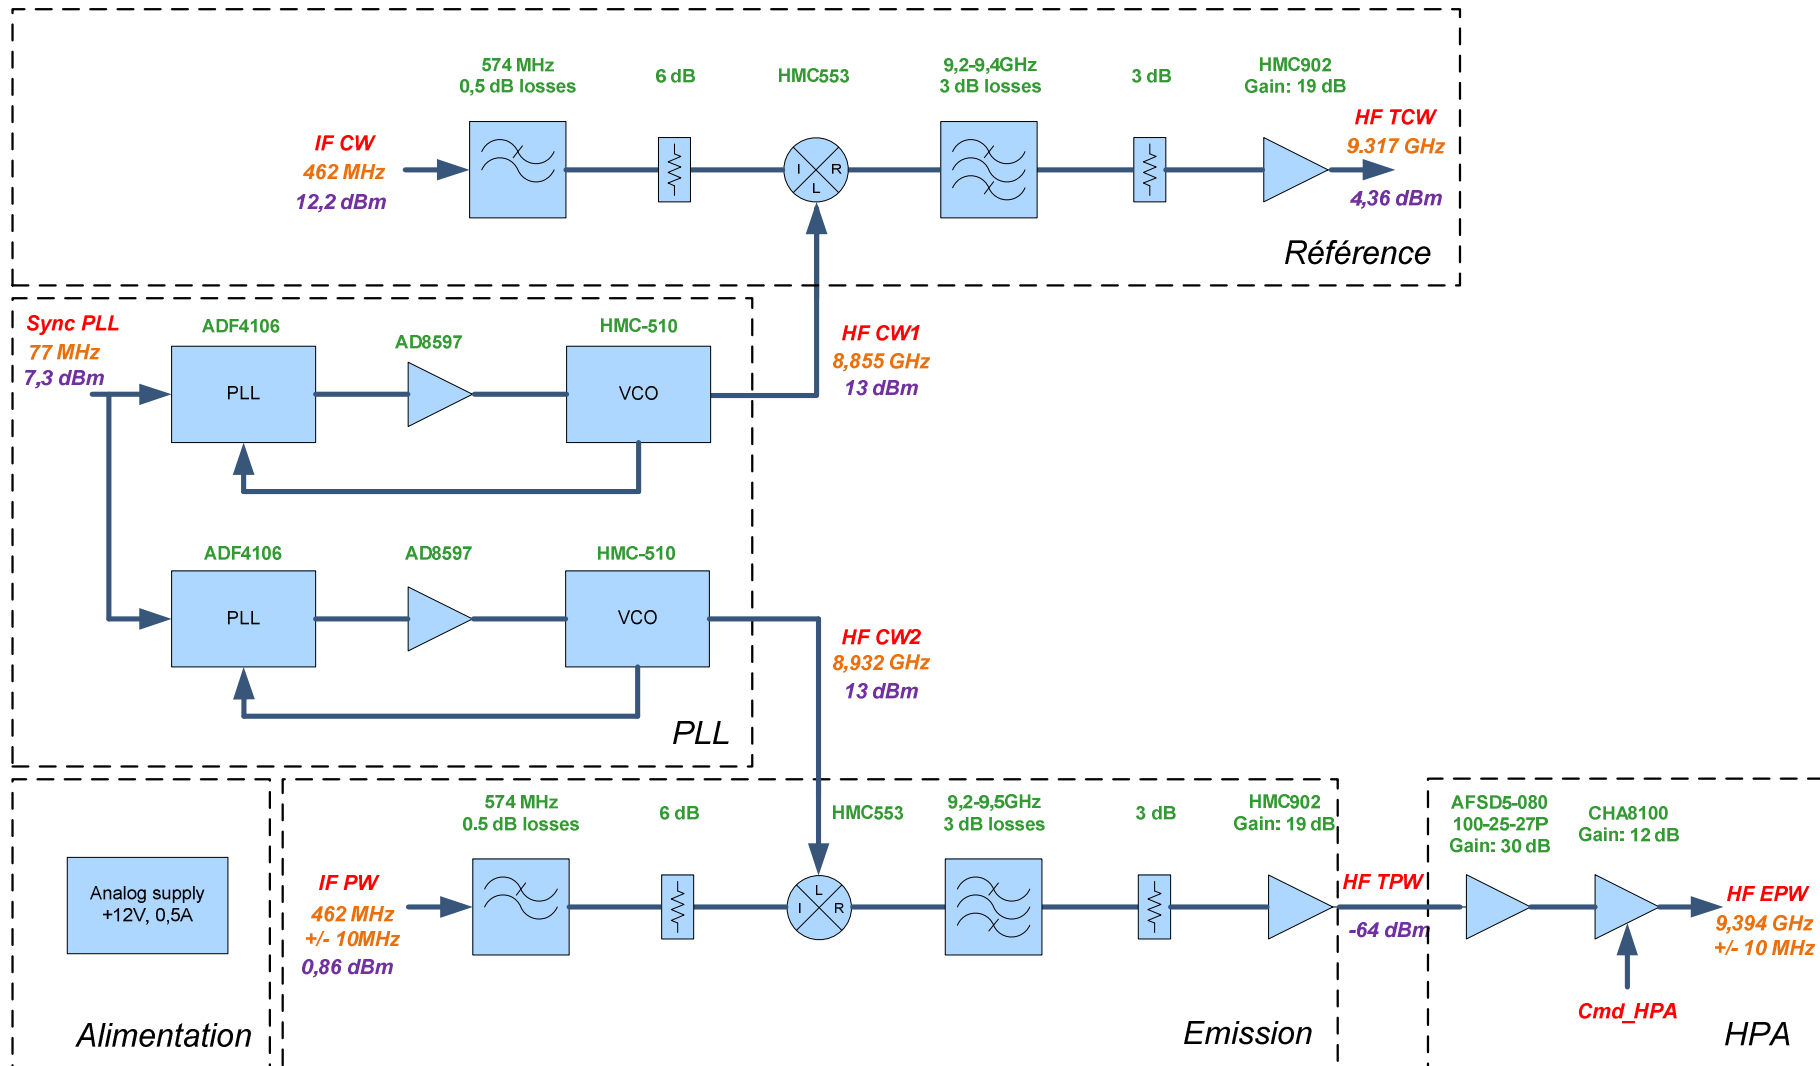 574 MHz
0,5 dB losses
6 dB
HMC553
9,2-9,4GHz
3 dB losses
3 dB
HMC902
Gain: 19 dB
IF CW
462 MHz
12,2 dBm
I
R
L
HF TCW
9.317 GHz
4,36 dBm
Référence
Sync PLL
77 MHz
7,3 dBm
ADF4106
PLL
AD8597
HMC-510
VCO
HF CW1
8,855 GHz
13 dBm
ADF4106
PLL
AD8597
HMC-510
VCO
HF CW2
8,932 GHz
13 dBm
PLL
Analog supply
+12V, 0,5A
Alimentation
574 MHz
0.5 dB losses
6 dB
HMC553
9,2-9,5GHz
3 dB losses
3 dB
HMC902
Gain: 19 dB
IF PW
462 MHz
+/- 10MHz
0,86 dBm
L
I
R
HF TPW
-64 dBm
Emission
AFSD5-080
100-25-27P
Gain: 30 dB
CHA8100
Gain: 12 dB
HF EPW
9,394 GHz
+/- 10 MHz
Cmd_HPA
HPA